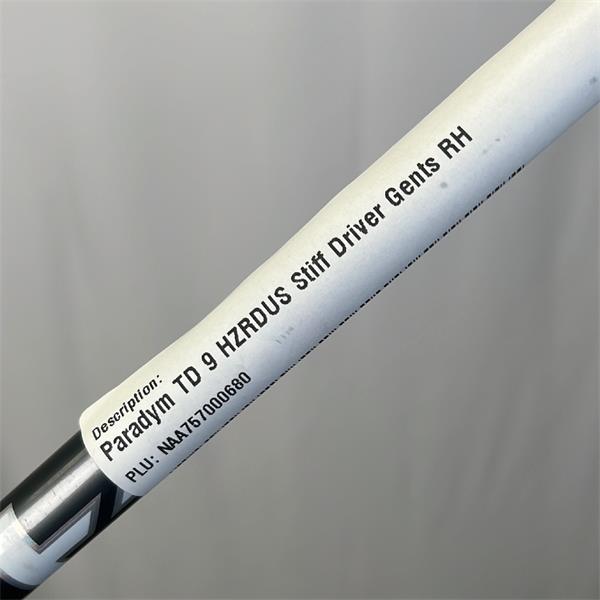 Description:
Paradym TD 9 HZRDUS Stiff Driver Gents RH
PLU: NAA757000680